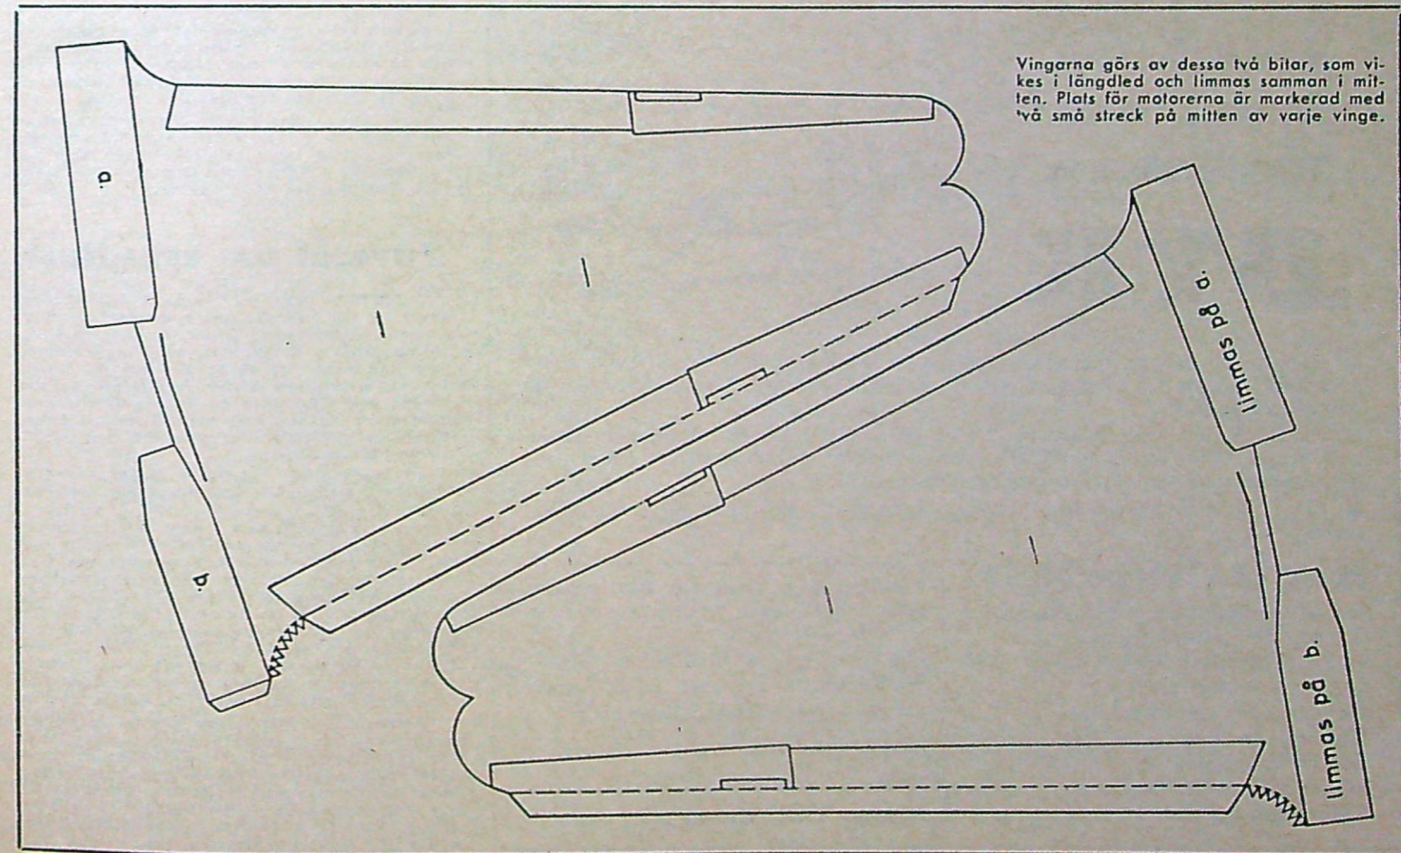 Vingarna görs av dessa två bitar, som vi-
kes i längdled och limmas samman i mit-
ten. Plats för motorerna är markerad med
två små streck på mitten av varje vinge.
a.
limmas på a.
b.
limmas på b.